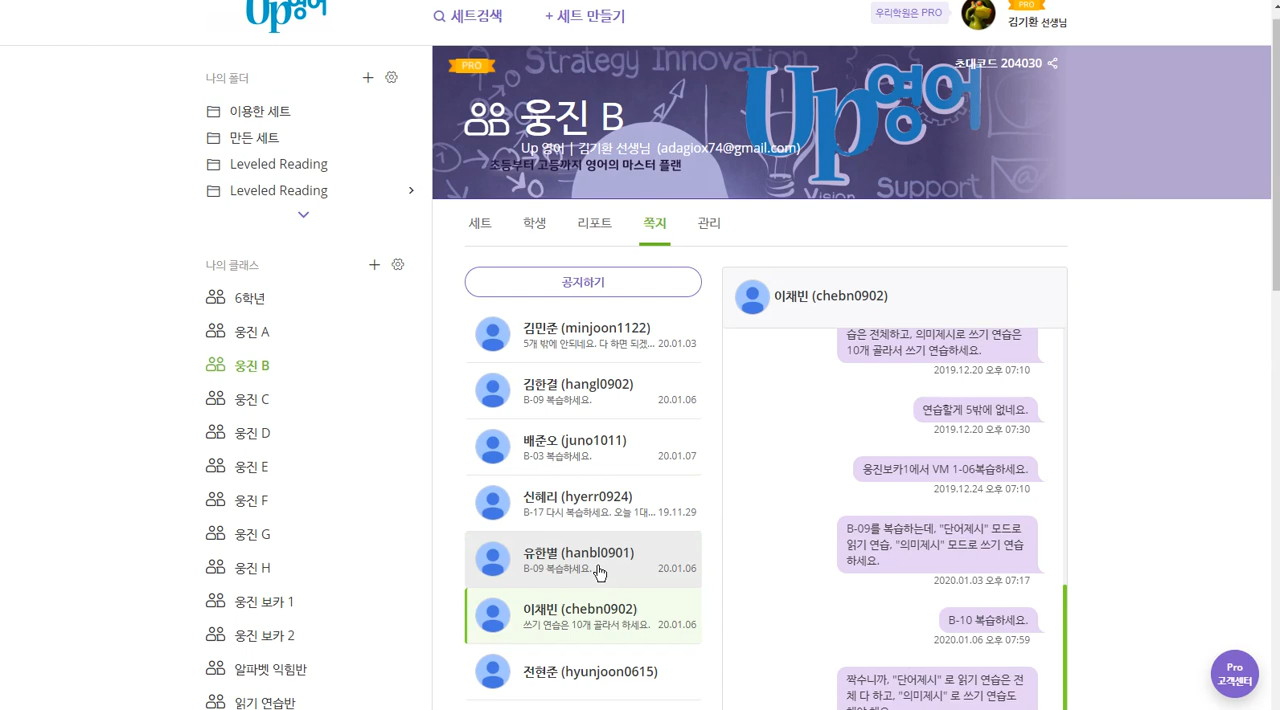 Up영어
세트검색
+ 세트 만들기
우리학원은 PRO
PRO
김기환 선생님
나의 폴더
이용한 세트
만든 세트
Leveled Reading
Leveled Reading
나의 클래스
6학년
웅진 A
웅진 B
웅진 C
웅진 D
웅진 E
웅진 F
웅진 G
웅진 H
웅진 보카 1
웅진 보카 2
알파벳 익힘반
읽기 연습반
PRO
Strategy Innovation
초대코드 204030
Up영어
웅진 B
Up 영어 | 김기환 선생님 (adagiox74@gmail.com)
초등부터 고등까지 영어의 마스터 플랜
Vision
Support
세트
학생
리포트
쪽지
관리
공지하기
김민준 (minjoon1122)
5개 밖에 안되네요. 다 하면 되겠... 20.01.03
김한결 (hangl0902)
B-09 복습하세요. 20.01.06
배준오 (juno1011)
B-03 복습하세요. 20.01.07
신혜리 (hyerr0924)
B-17 다시 복습하세요. 오늘 1대... 19.11.29
유한별 (hanbl0901)
B-09 복습하세요. 20.01.06
이채빈 (chebn0902)
쓰기 연습은 10개 골라서 하세요. 20.01.06
전현준 (hyunjoon0615)
이채빈 (chebn0902)
습은 전체하고, 의미제시로 쓰기 연습은
10개 골라서 쓰기 연습하세요.
2019.12.20 오후 07:10
연습할게 5밖에 없네요.
2019.12.20 오후 07:30
웅진보카1에서 VM 1-06복습하세요.
2019.12.24 오후 07:10
B-09를 복습하는데, "단어제시" 모드로
읽기 연습, "의미제시" 모드로 쓰기 연습
하세요.
2020.01.03 오후 07:17
B-10 복습하세요.
2020.01.06 오후 07:59
짝수니까, "단어제시" 로 읽기 연습은 전
체 다 하고, "의미제시" 로 쓰기 연습도
Pro
고객센터